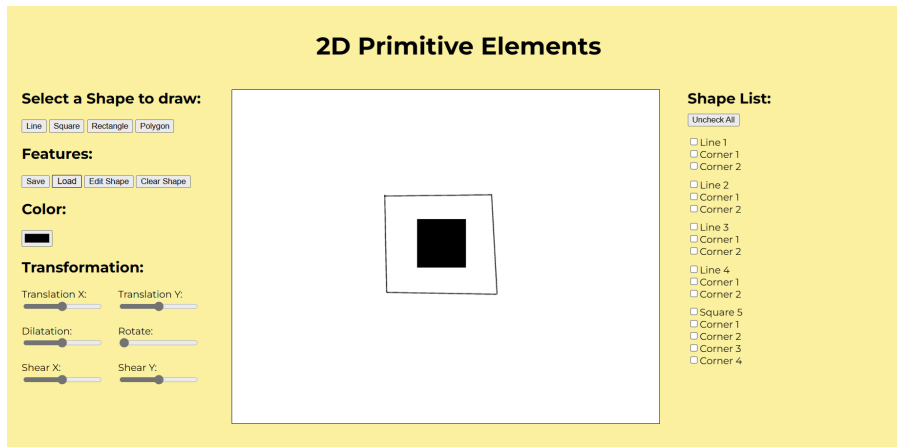 2D Primitive Elements
Select a Shape to draw:
Line Square Rectangle Polygon
Features:
Save Load Edit Shape Clear Shape
Color:
Transformation:
Translation X: Translation Y:
Dilatation: Rotate:
Shear X: Shear Y:
Shape List:
Uncheck All
Line 1
Corner 1
Corner 2
Line 2
Corner 1
Corner 2
Line 3
Corner 1
Corner 2
Line 4
Corner 1
Corner 2
Square 5
Corner 1
Corner 2
Corner 3
Corner 4